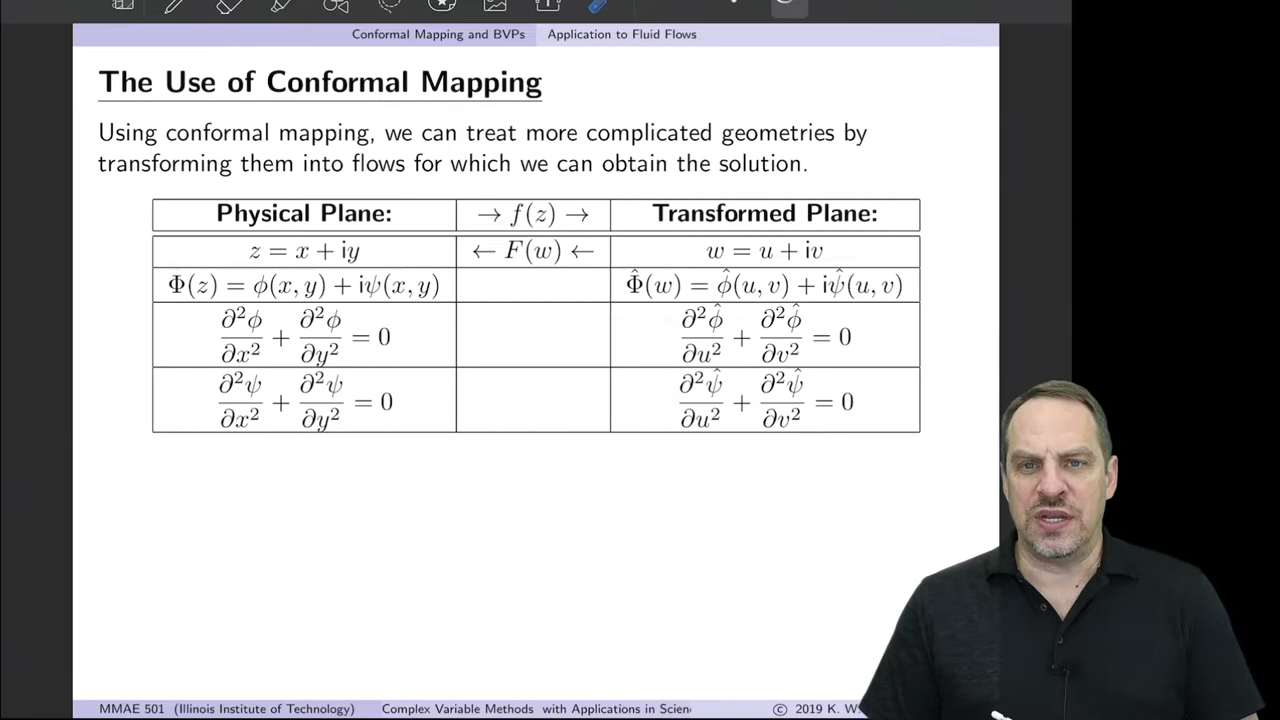 Conformal Mapping and BVPs Application to Fluid Flows
The Use of Conformal Mapping
Using conformal mapping, we can treat more complicated geometries by
transforming them into flows for which we can obtain the solution.
Physical Plane: → f(z) → Transformed Plane:
z = x + iy ← F(w) ← w = u + iv
Φ(z) = ϕ(x, y) + iψ(x, y) Φ̂(w) = ϕ̂(u, v) + iψ̂(u, v)
∂²ϕ/∂x² + ∂²ϕ/∂y² = 0 ∂²ϕ̂/∂u² + ∂²ϕ̂/∂v² = 0
∂²ψ/∂x² + ∂²ψ/∂y² = 0 ∂²ψ̂/∂u² + ∂²ψ̂/∂v² = 0
MMAE 501 (Illinois Institute of Technology) Complex Variable Methods with Applications in © 2019 K.